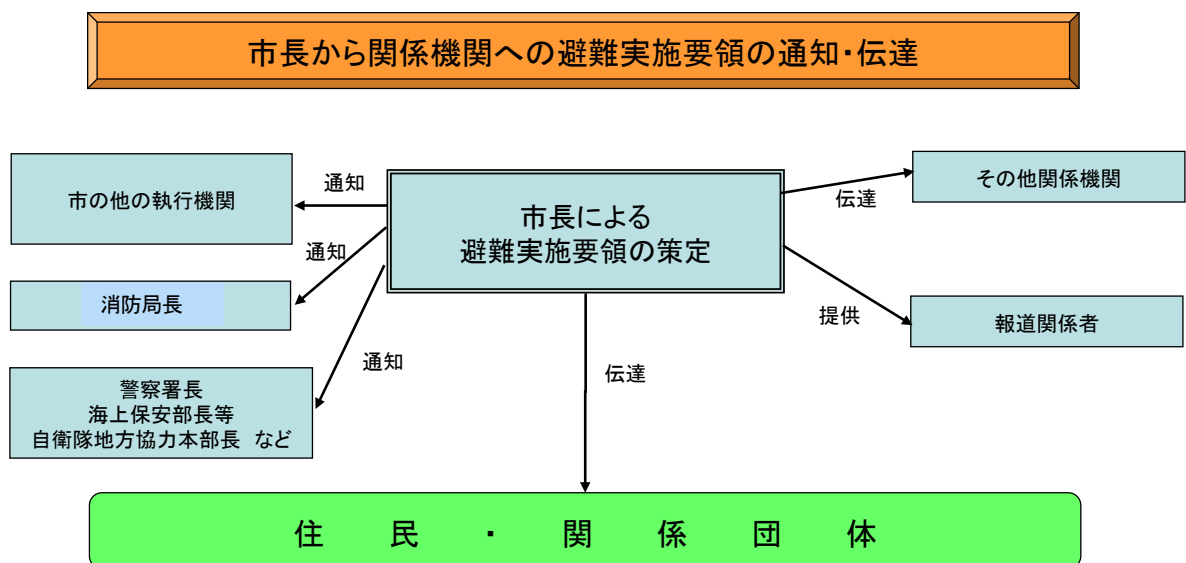 市長から関係機関への避難実施要領の通知・伝達
市の他の執行機関
通知
市長による
避難実施要領の策定
伝達
その他関係機関
通知
消防局長
提供
報道関係者
通知
伝達
警察署長
海上保安部長等
自衛隊地方協力本部長　など
住　民　・　関　係　団　体